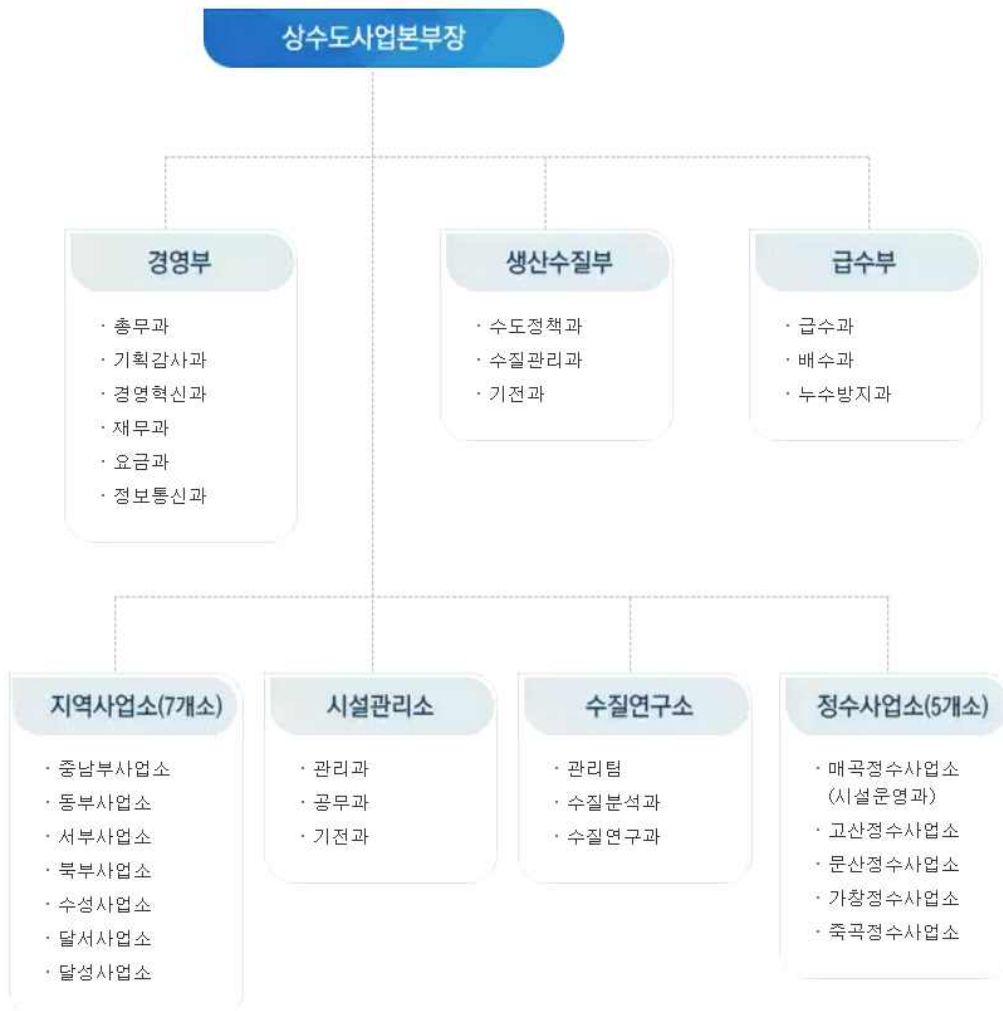 상수도사업본부장
경영부
· 총무과
· 기획감사과
· 경영혁신과
· 재무과
· 요금과
· 정보통신과
생산수질부
· 수도정책과
· 수질관리과
· 기전과
급수부
· 급수과
· 배수과
· 누수방지과
지역사업소(7개소)
· 중남부사업소
· 동부사업소
· 서부사업소
· 북부사업소
· 수성사업소
· 달서사업소
· 달성사업소
시설관리소
· 관리과
· 공무과
· 기전과
수질연구소
· 관리팀
· 수질분석과
· 수질연구과
정수사업소(5개소)
· 매곡정수사업소
(시설운영과)
· 고산정수사업소
· 문산정수사업소
· 가창정수사업소
· 죽곡정수사업소